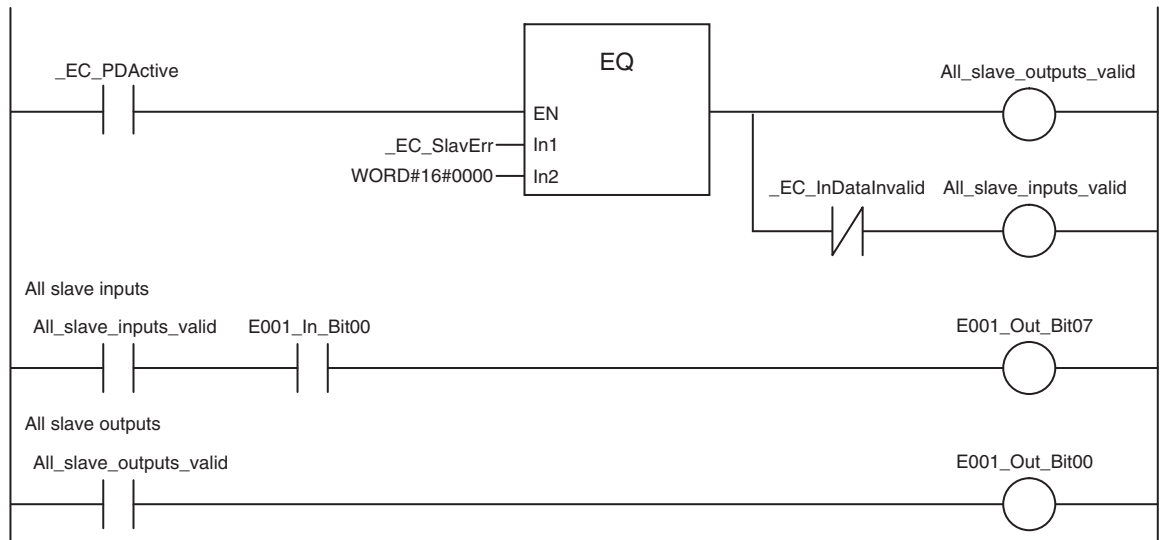 EQ
_EC_PDActive
All_slave_outputs_valid
EN
_EC_SlavErr
In1
WORD#16#0000
In2
_EC_InDataInvalid
All_slave_inputs_valid
All slave inputs
All_slave_inputs_valid
E001_In_Bit00
E001_Out_Bit07
All slave outputs
All_slave_outputs_valid
E001_Out_Bit00